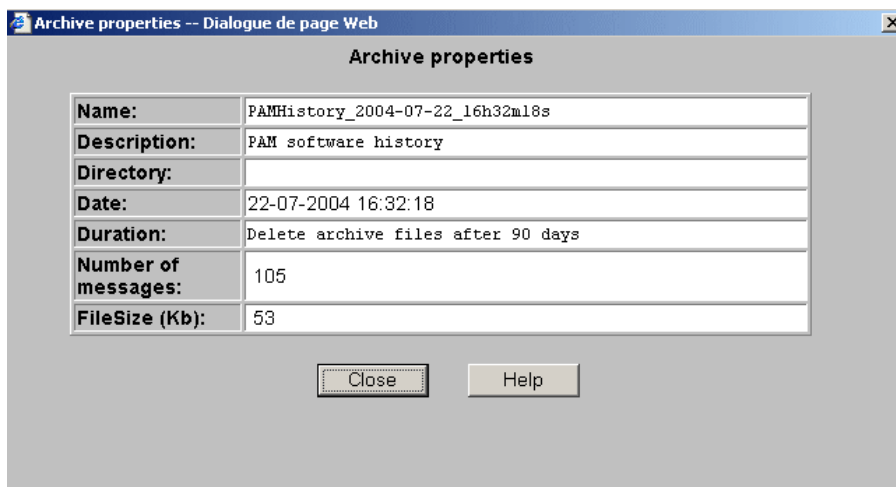 Archive properties -- Dialogue de page Web
Archive properties
Name: PAMHistory_2004-07-22_16h32m18s
Description: PAM software history
Directory:
Date: 22-07-2004 16:32:18
Duration: Delete archive files after 90 days
Number of
messages: 105
FileSize (Kb): 53
Close Help